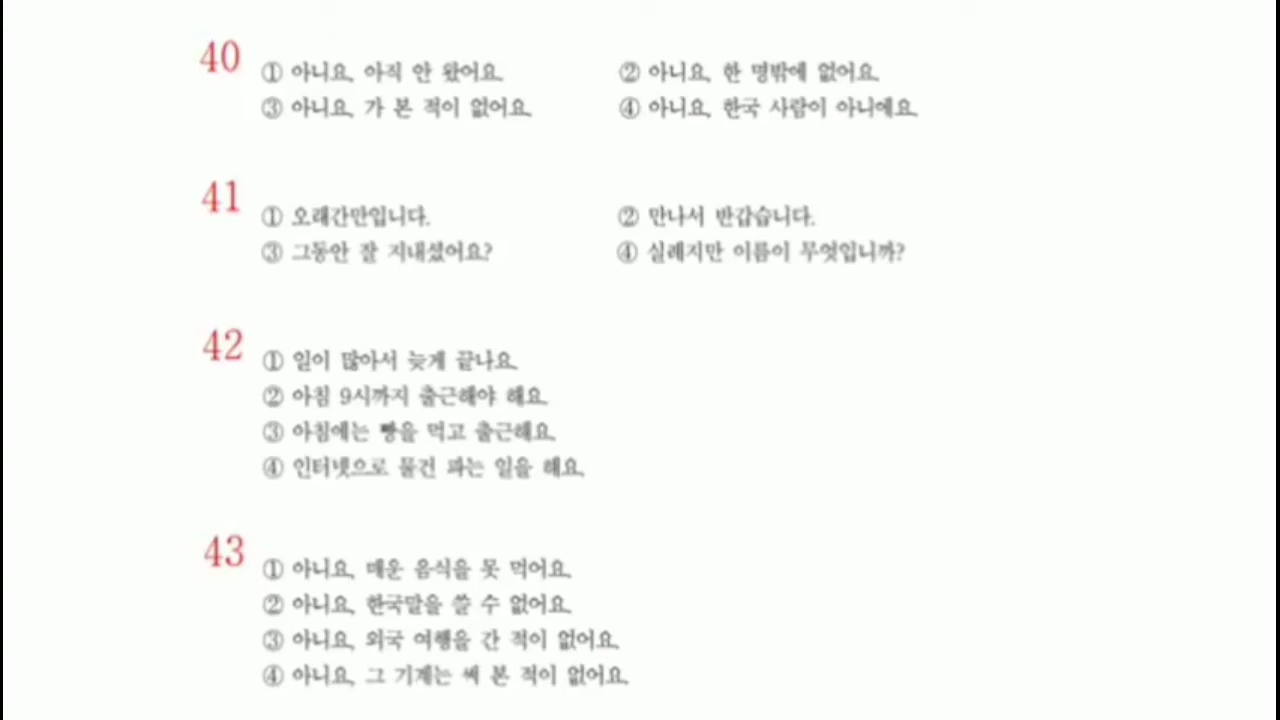 40
① 아니요, 아직 안 왔어요. ② 아니요, 한 명밖에 없어요.
③ 아니요, 가 본 적이 없어요. ④ 아니요, 한국 사람이 아니에요.
41
① 오래간만입니다. ② 만나서 반갑습니다.
③ 그동안 잘 지내셨어요? ④ 실례지만 이름이 무엇입니까?
42
① 일이 많아서 늦게 끝나요.
② 아침 9시까지 출근해야 해요.
③ 아침에는 빵을 먹고 출근해요.
④ 인터넷으로 물건 파는 일을 해요.
43
① 아니요, 매운 음식을 못 먹어요.
② 아니요, 한국말을 쓸 수 없어요.
③ 아니요, 외국 여행을 간 적이 없어요.
④ 아니요, 그 기계는 써 본 적이 없어요.